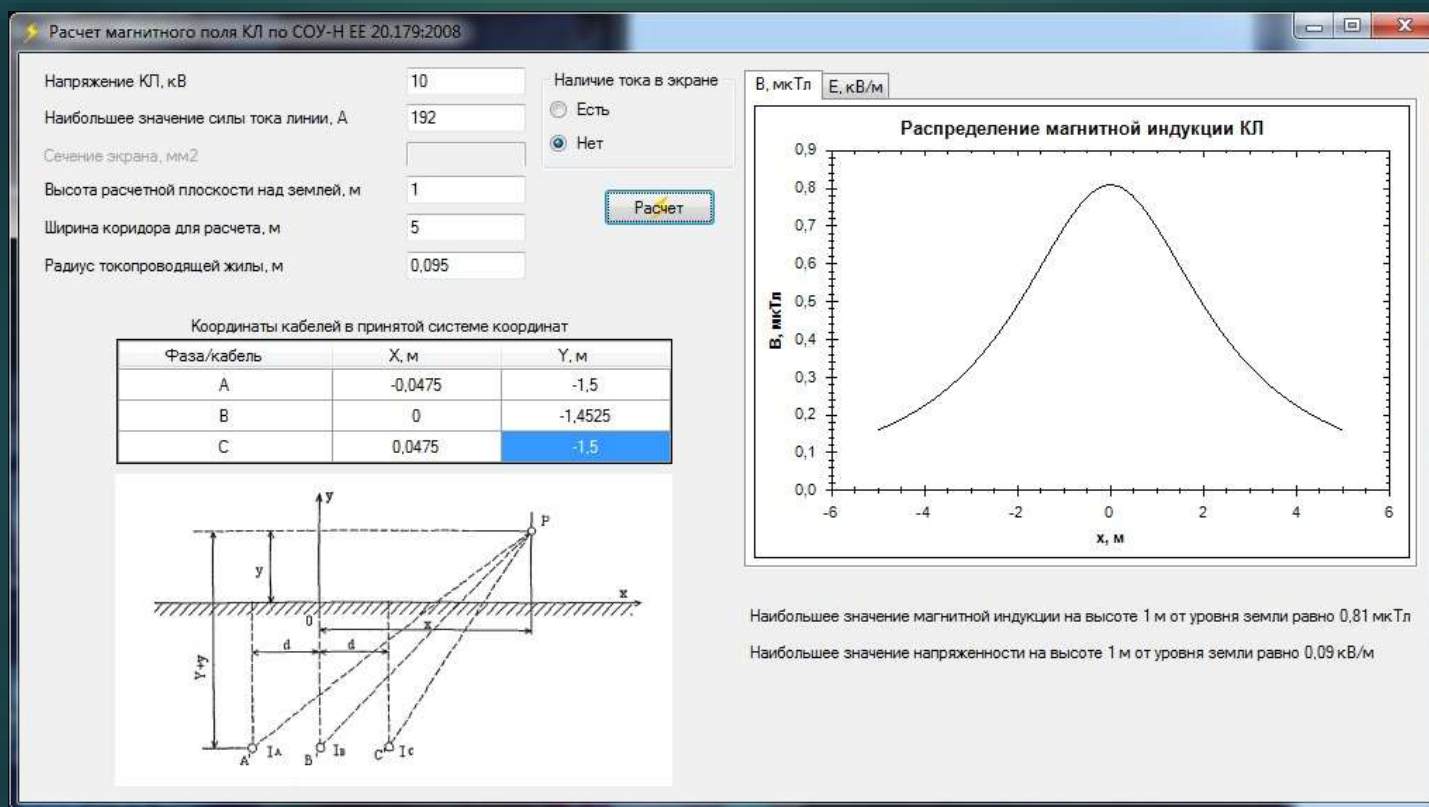 Расчет магнитного поля КЛ по СОУ-Н ЕЕ 20.179:2008
Напряжение КЛ, кВ
10
Наибольшее значение силы тока линии, А
192
Сечение экрана, мм2
Высота расчетной плоскости над землей, м
1
Ширина коридора для расчета, м
5
Радиус токопроводящей жилы, м
0,095
Наличие тока в экране
Есть
Нет
Расчет
Координаты кабелей в принятой системе координат
Фаза/кабель X, м Y, м
A -0,0475 -1,5
B 0 -1,4525
C 0,0475 -1,5
y
P
y
x
0
x
d d
Y+y
A IA B IB C IC
B, мкТл E, кВ/м
Распределение магнитной индукции КЛ
B, мкТл
0,9
0,8
0,7
0,6
0,5
0,4
0,3
0,2
0,1
0,0
-6 -4 -2 0 2 4 6
x, м
Наибольшее значение магнитной индукции на высоте 1 м от уровня земли равно 0,81 мкТл
Наибольшее значение напряженности на высоте 1 м от уровня земли равно 0,09 кВ/м